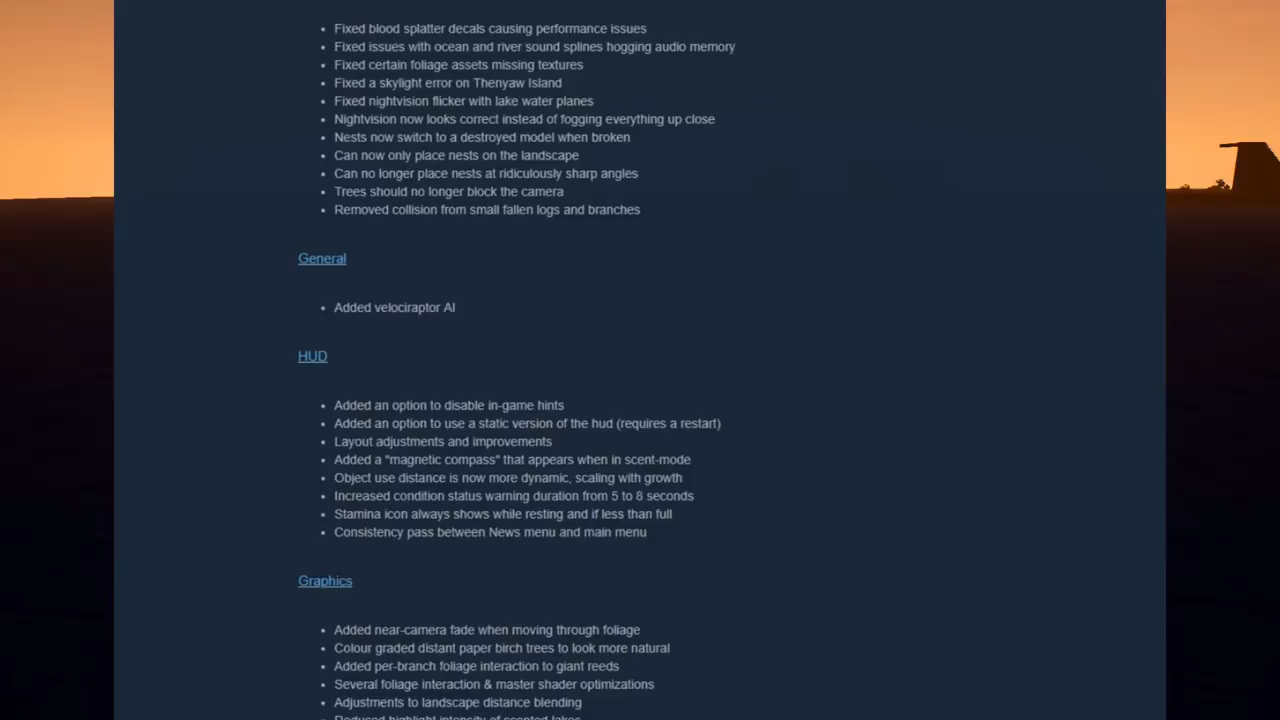 Fixed blood splatter decals causing performance issues
Fixed issues with ocean and river sound splines hogging audio memory
Fixed certain foliage assets missing textures
Fixed a skylight error on Thenyaw Island
Fixed nightvision flicker with lake water planes
Nightvision now looks correct instead of fogging everything up close
Nests now switch to a destroyed model when broken
Can now only place nests on the landscape
Can no longer place nests at ridiculously sharp angles
Trees should no longer block the camera
Removed collision from small fallen logs and branches
General
Added velociraptor AI
HUD
Added an option to disable in-game hints
Added an option to use a static version of the hud (requires a restart)
Layout adjustments and improvements
Added a "magnetic compass" that appears when in scent-mode
Object use distance is now more dynamic, scaling with growth
Increased condition status warning duration from 5 to 8 seconds
Stamina icon always shows while resting and if less than full
Consistency pass between News menu and main menu
Graphics
Added near-camera fade when moving through foliage
Colour graded distant paper birch trees to look more natural
Added per-branch foliage interaction to giant reeds
Several foliage interaction & master shader optimizations
Adjustments to landscape distance blending
Reduced highlight intensity of scented lakes